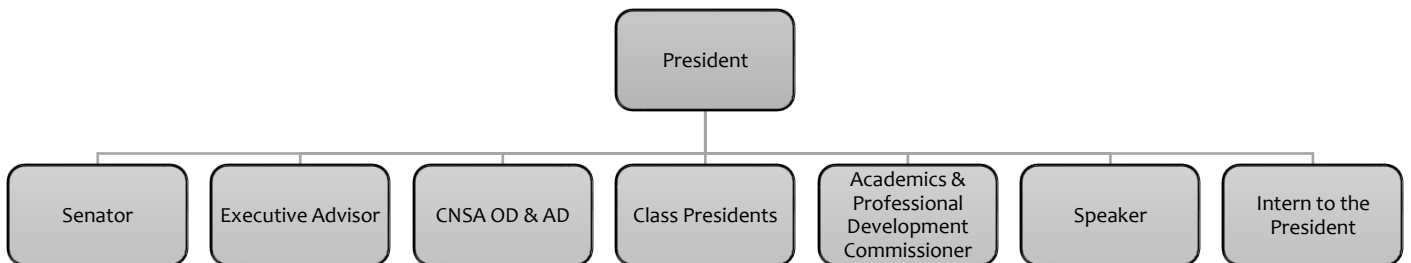 President
Senator
Executive Advisor
CNSA OD & AD
Class Presidents
Academics &
Professional
Development
Commissioner
Speaker
Intern to the
President